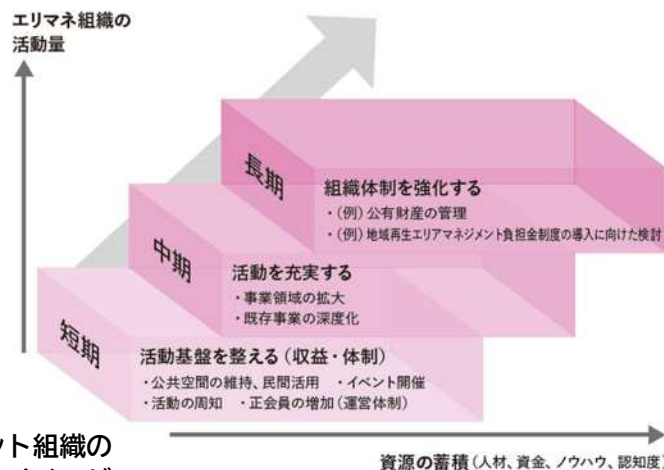 エリマネ組織の
活動量
長期
組織体制を強化する
・(例)公有財産の管理
・(例)地域再生エリアマネジメント負担金制度の導入に向けた検討
中期
活動を充実する
・事業領域の拡大
・既存事業の深度化
短期
活動基盤を整える(収益・体制)
・公共空間の維持、民間活用 ・イベント開催
・活動の周知 ・正会員の増加(運営体制)
ット組織の
資源の蓄積(人材、資金、ノウハウ、認知度)